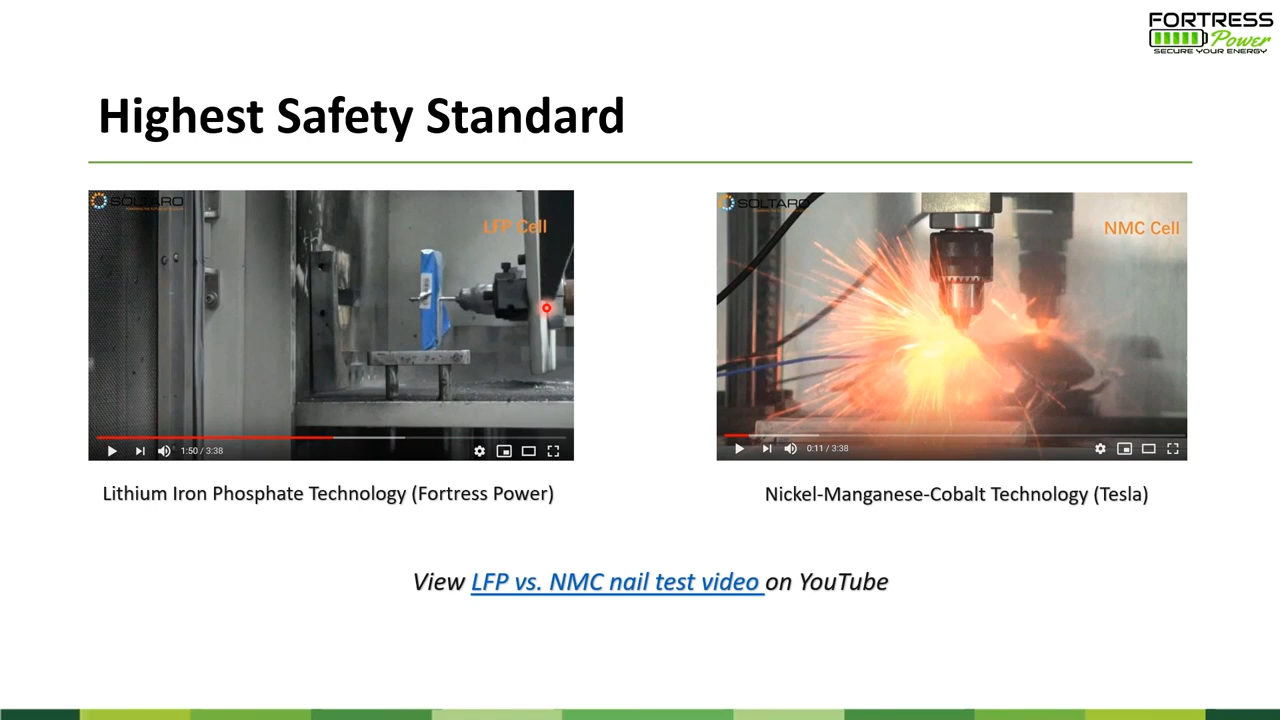 FORTRESS
Power
SECURE YOUR ENERGY
Highest Safety Standard
SOLTARO
LFP Cell
1:50 / 3:38
SOLTARO
NMC Cell
0:11 / 3:38
Lithium Iron Phosphate Technology (Fortress Power)
Nickel-Manganese-Cobalt Technology (Tesla)
View LFP vs. NMC nail test video on YouTube